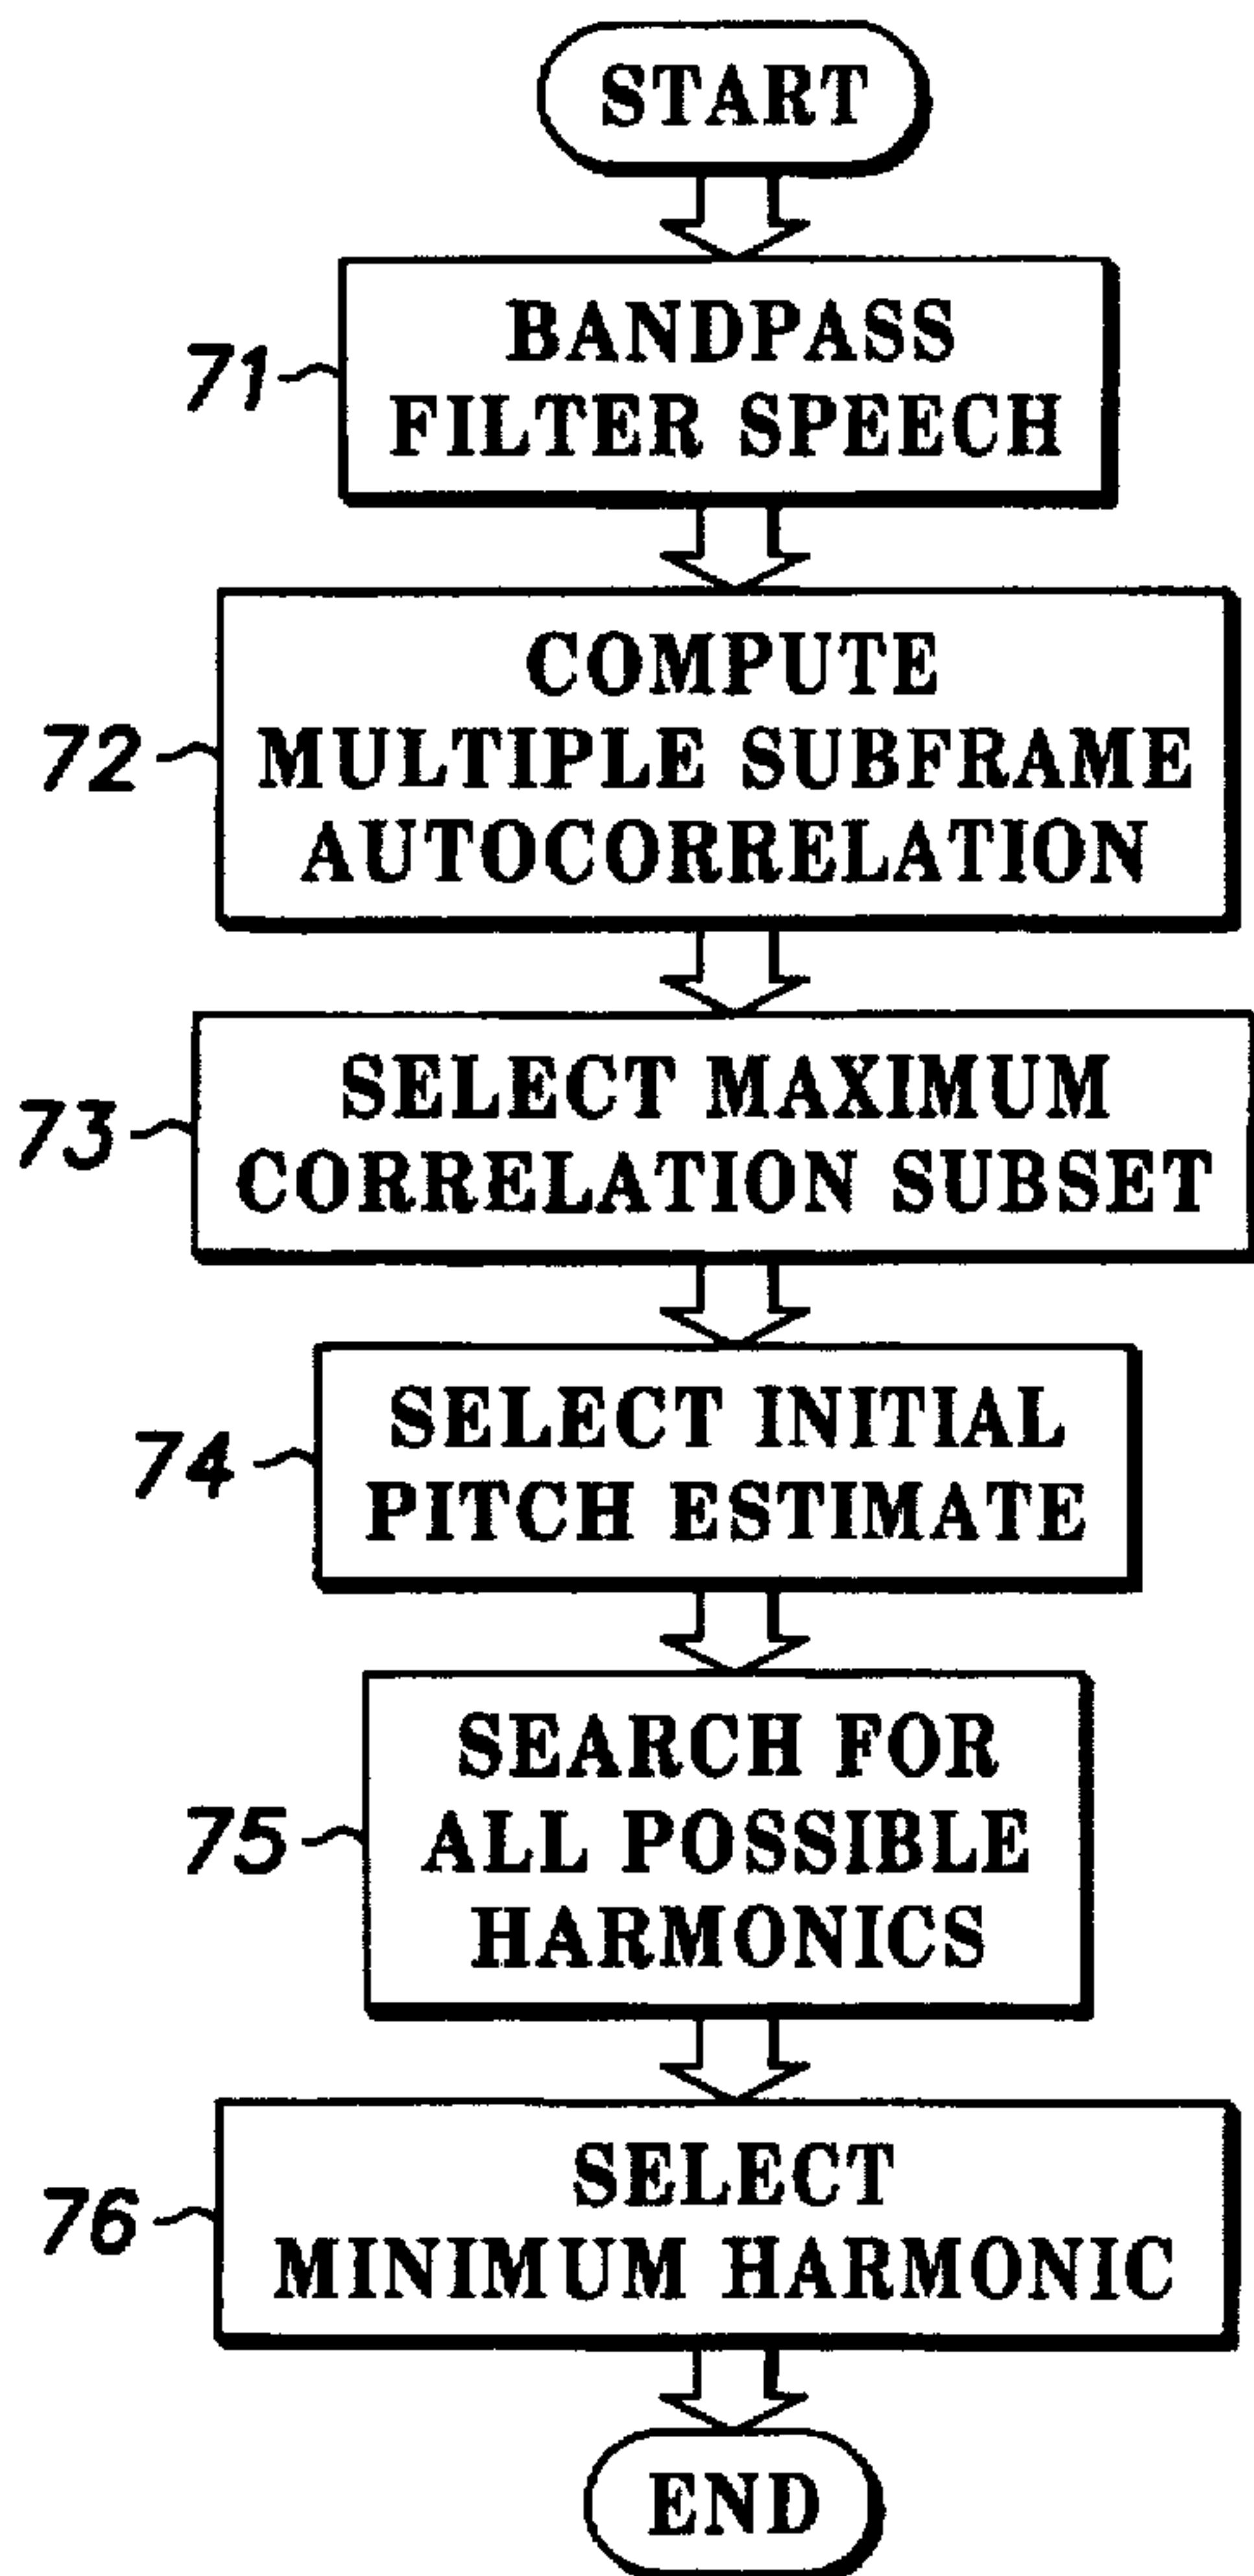 START
BANDPASS
FILTER SPEECH
71
COMPUTE
MULTIPLE SUBFRAME
AUTOCORRELATION
72
SELECT MAXIMUM
CORRELATION SUBSET
73
SELECT INITIAL
PITCH ESTIMATE
74
SEARCH FOR
ALL POSSIBLE
HARMONICS
75
SELECT
MINIMUM HARMONIC
76
END